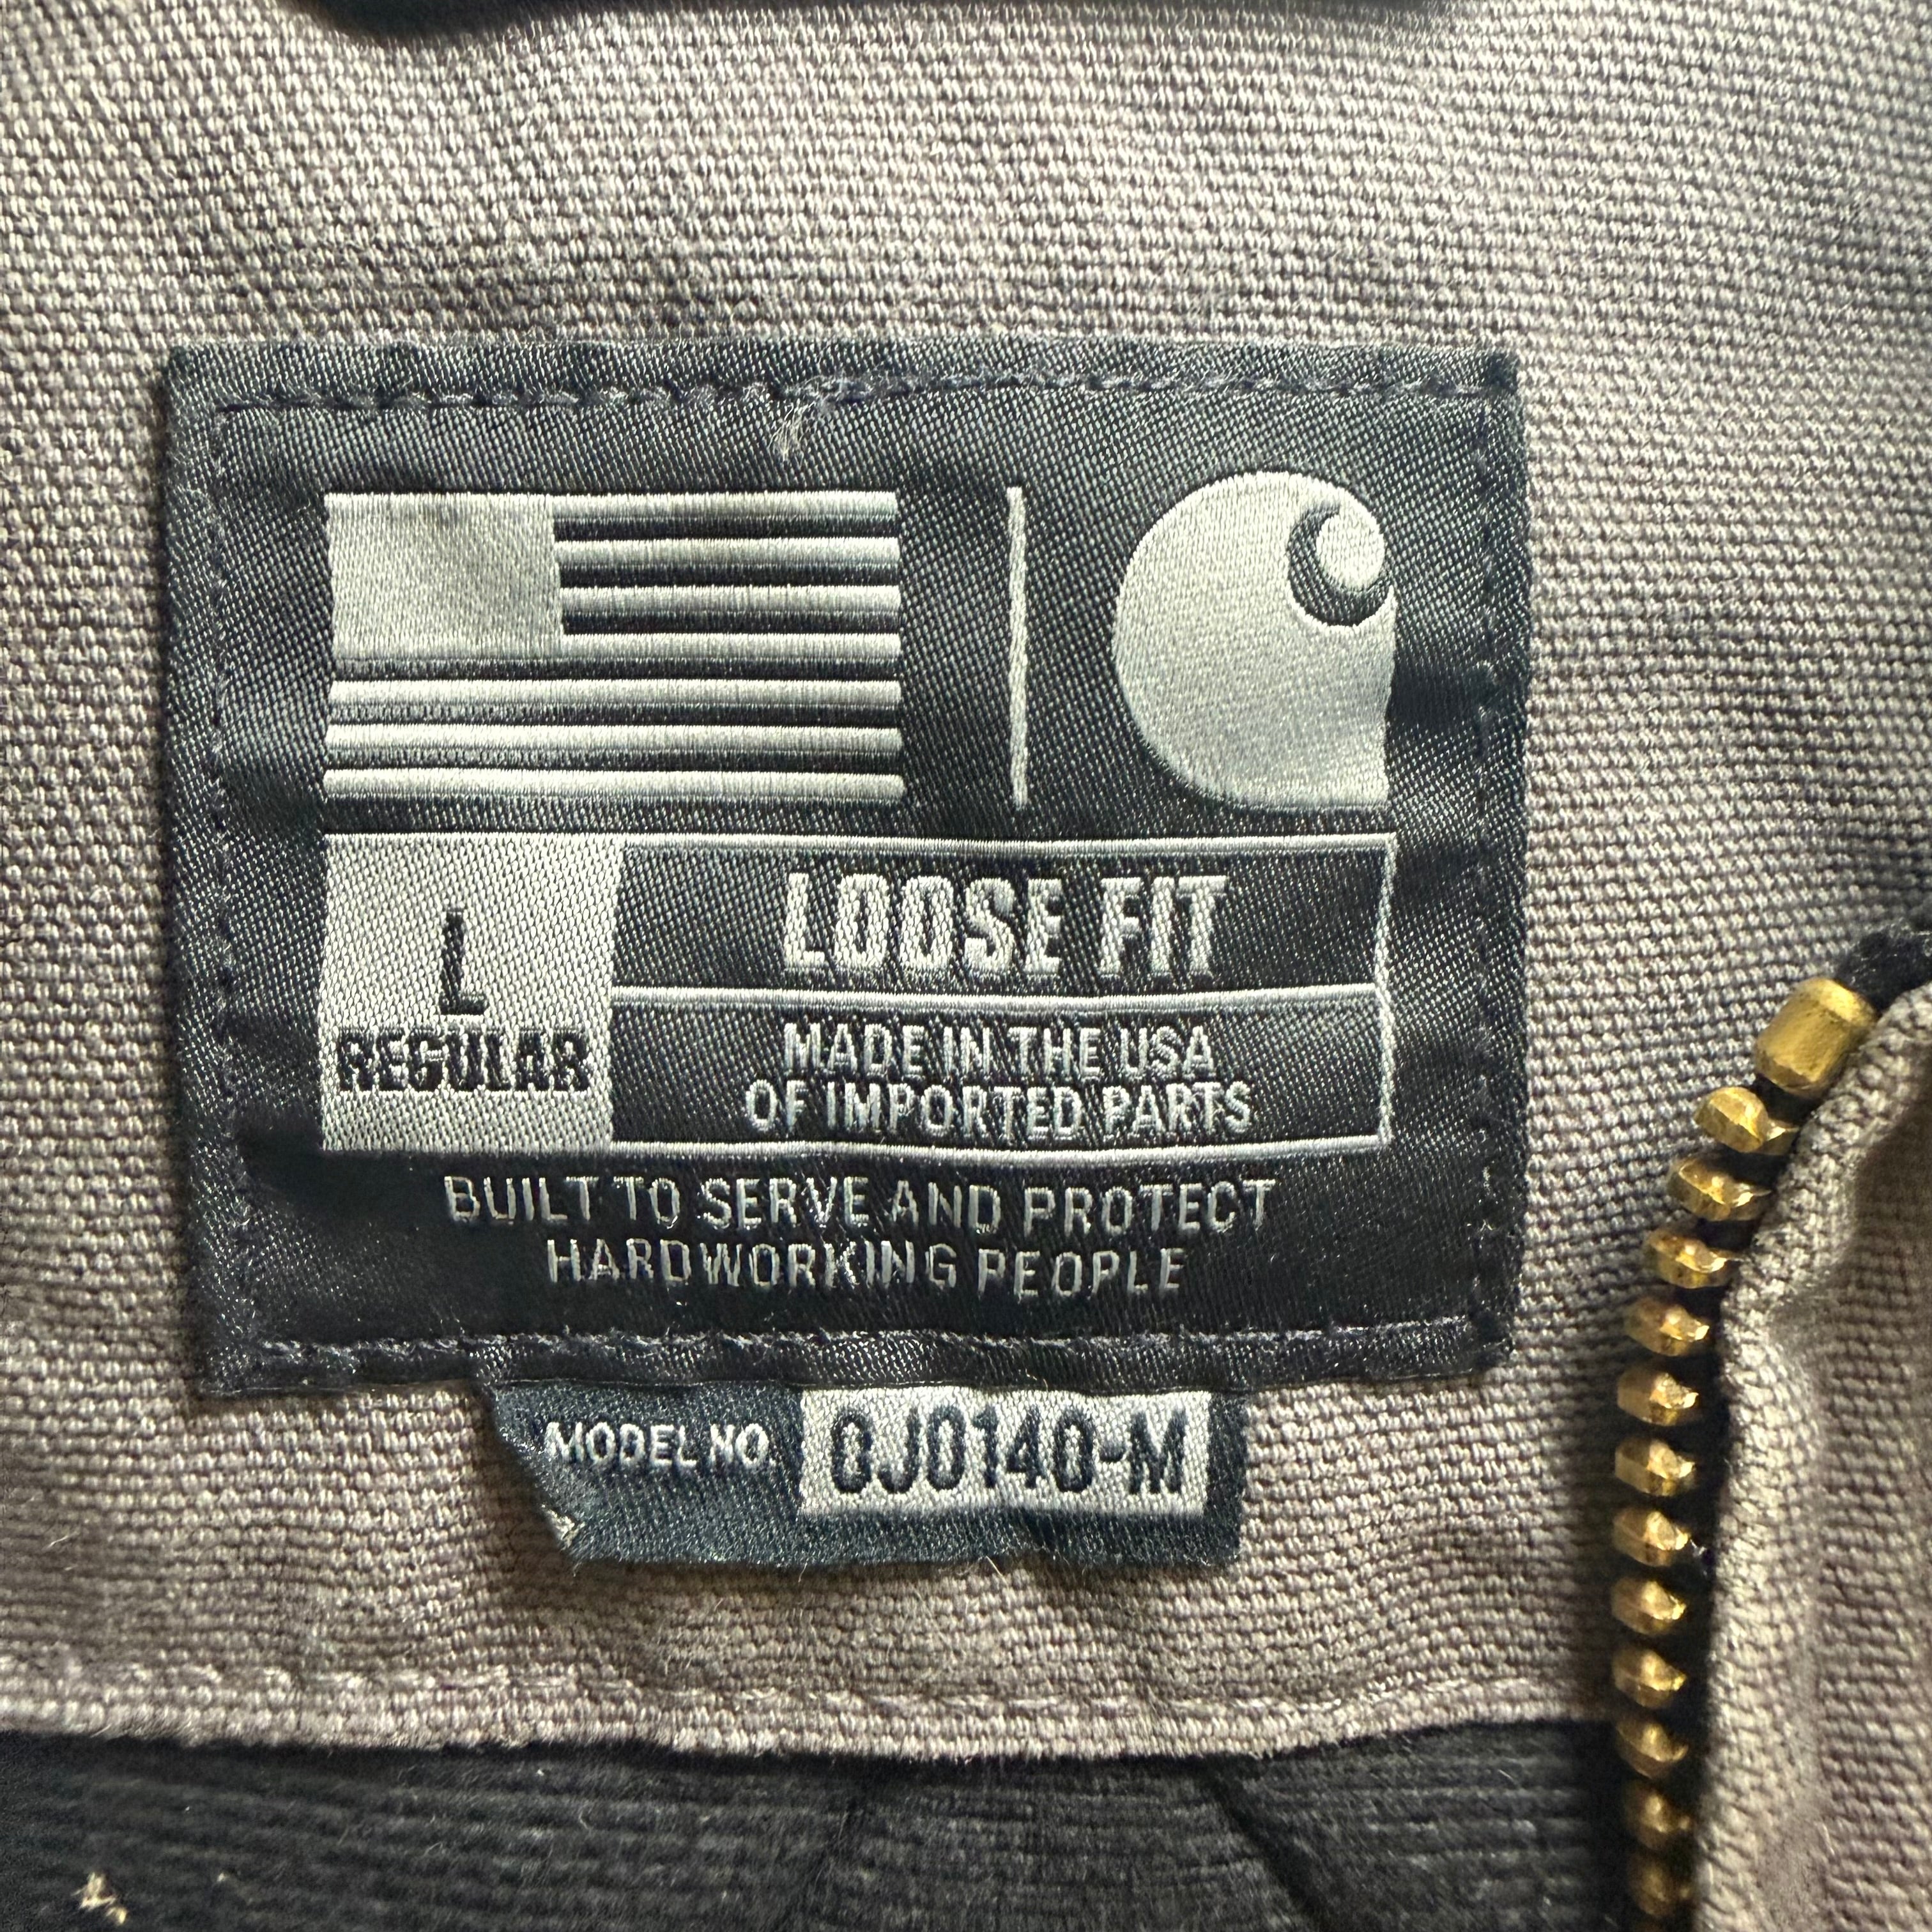 L
REGULAR
LOOSE FIT
MADE IN THE USA
OF IMPORTED PARTS
BUILT TO SERVE AND PROTECT
HARDWORKING PEOPLE
MODEL NO. 0J0140-M